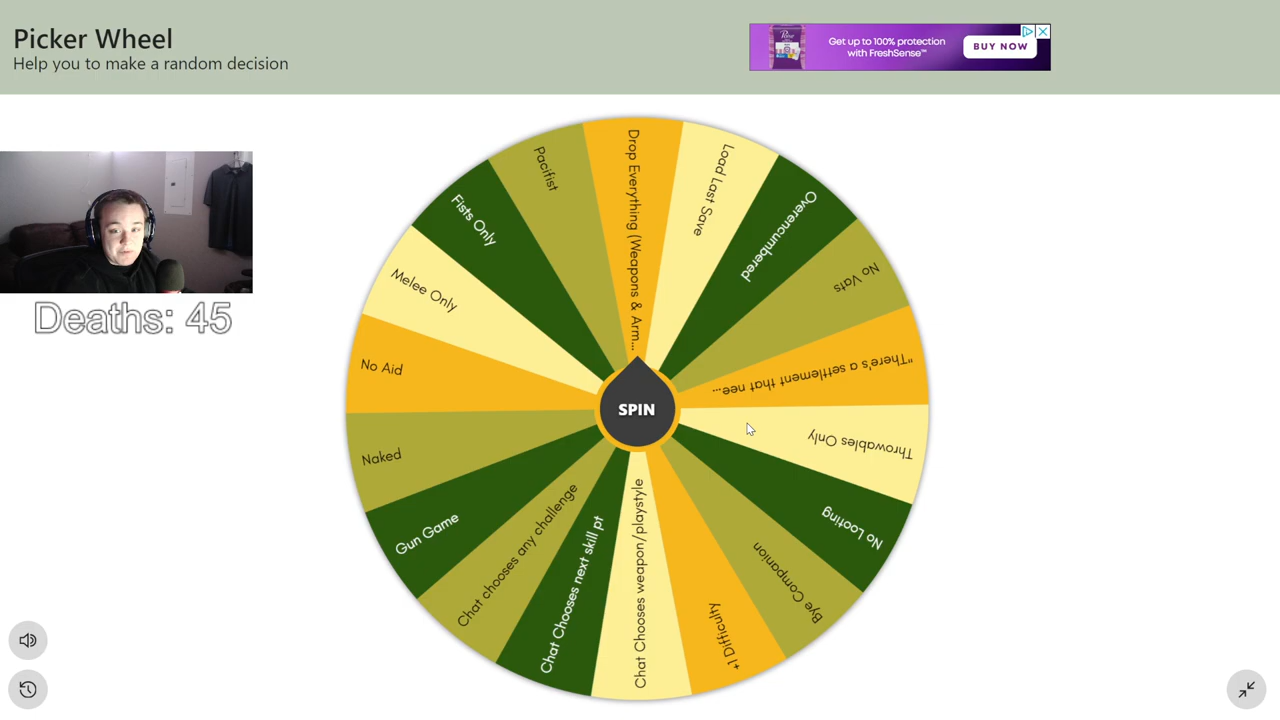 Picker Wheel
Help you to make a random decision
Poise
Get up to 100% protection
with FreshSense™
BUY NOW
Deaths: 45
Drop Everything (Weapons & Arm...
Load Last Save
Overencumbered
No Vats
"There's a settlement that nee...
Throwables Only
No Looting
Bye Companion
+1 Difficulty
Chat Chooses weapon/playstyle
Chat Chooses next skill pt
Chat chooses any challenge
Gun Game
Naked
No Aid
Melee Only
Fists Only
Pacifist
SPIN